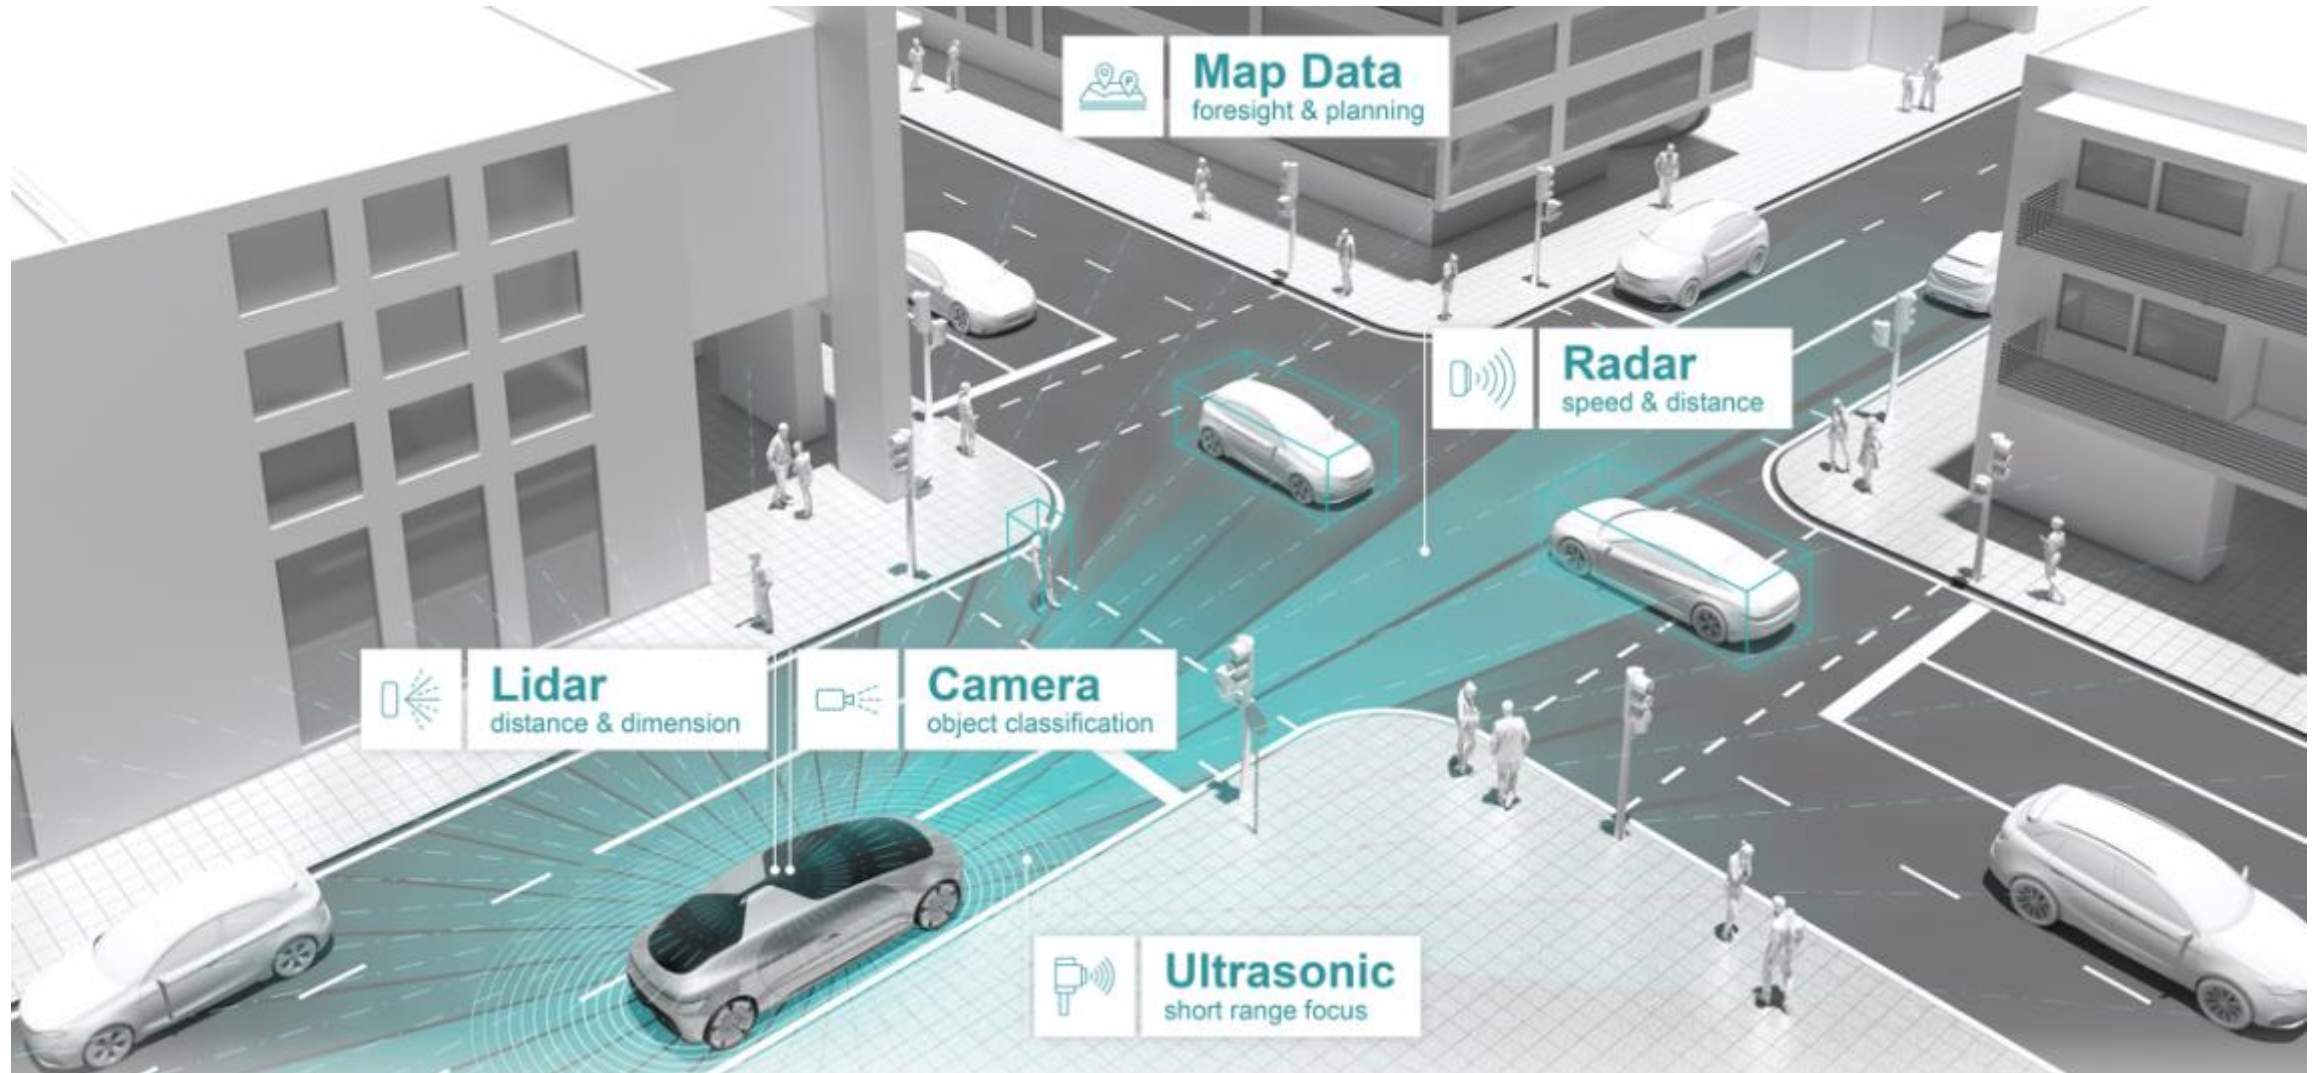 Map Data
foresight & planning
Radar
speed & distance
Lidar
distance & dimension
Camera
object classification
Ultrasonic
short range focus